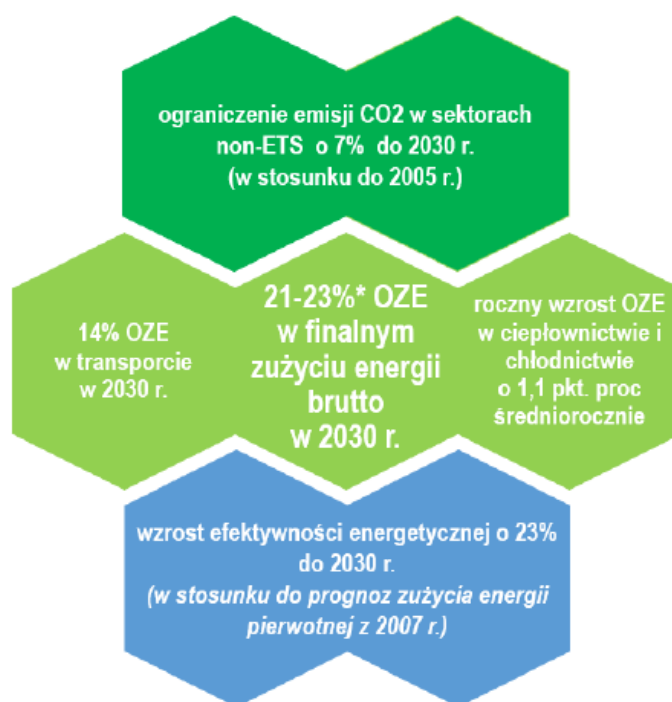 ograniczenie emisji CO2 w sektorach
non-ETS o 7% do 2030 r.
(w stosunku do 2005 r.)
14% OZE
w transporcie
w 2030 r.
21-23%* OZE
w finalnym
zużyciu energii
brutto
w 2030 r.
roczny wzrost OZE
w ciepłownictwie i
chłodnictwie
o 1,1 pkt. proc
średniorocznie
wzrost efektywności energetycznej o 23%
do 2030 r.
(w stosunku do prognoz zużycia energii
pierwotnej z 2007 r.)